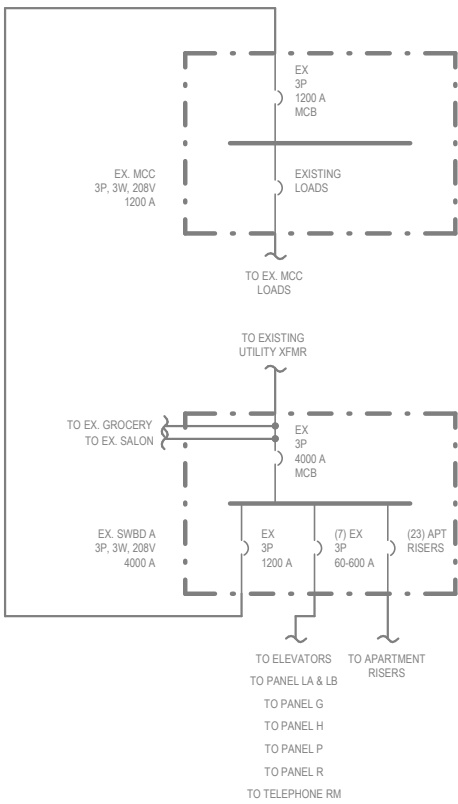 EX
3P
1200 A
MCB
EX. MCC
3P, 3W, 208V
1200 A
EXISTING
LOADS
TO EX. MCC
LOADS
TO EXISTING
UTILITY XFMR
TO EX. GROCERY
TO EX. SALON
EX
3P
4000 A
MCB
EX. SWBD A
3P, 3W, 208V
4000 A
EX
3P
1200 A
(7) EX
3P
60-600 A
(23) APT
RISERS
TO ELEVATORS
TO PANEL LA & LB
TO PANEL G
TO PANEL H
TO PANEL P
TO PANEL R
TO TELEPHONE RM
TO APARTMENT
RISERS